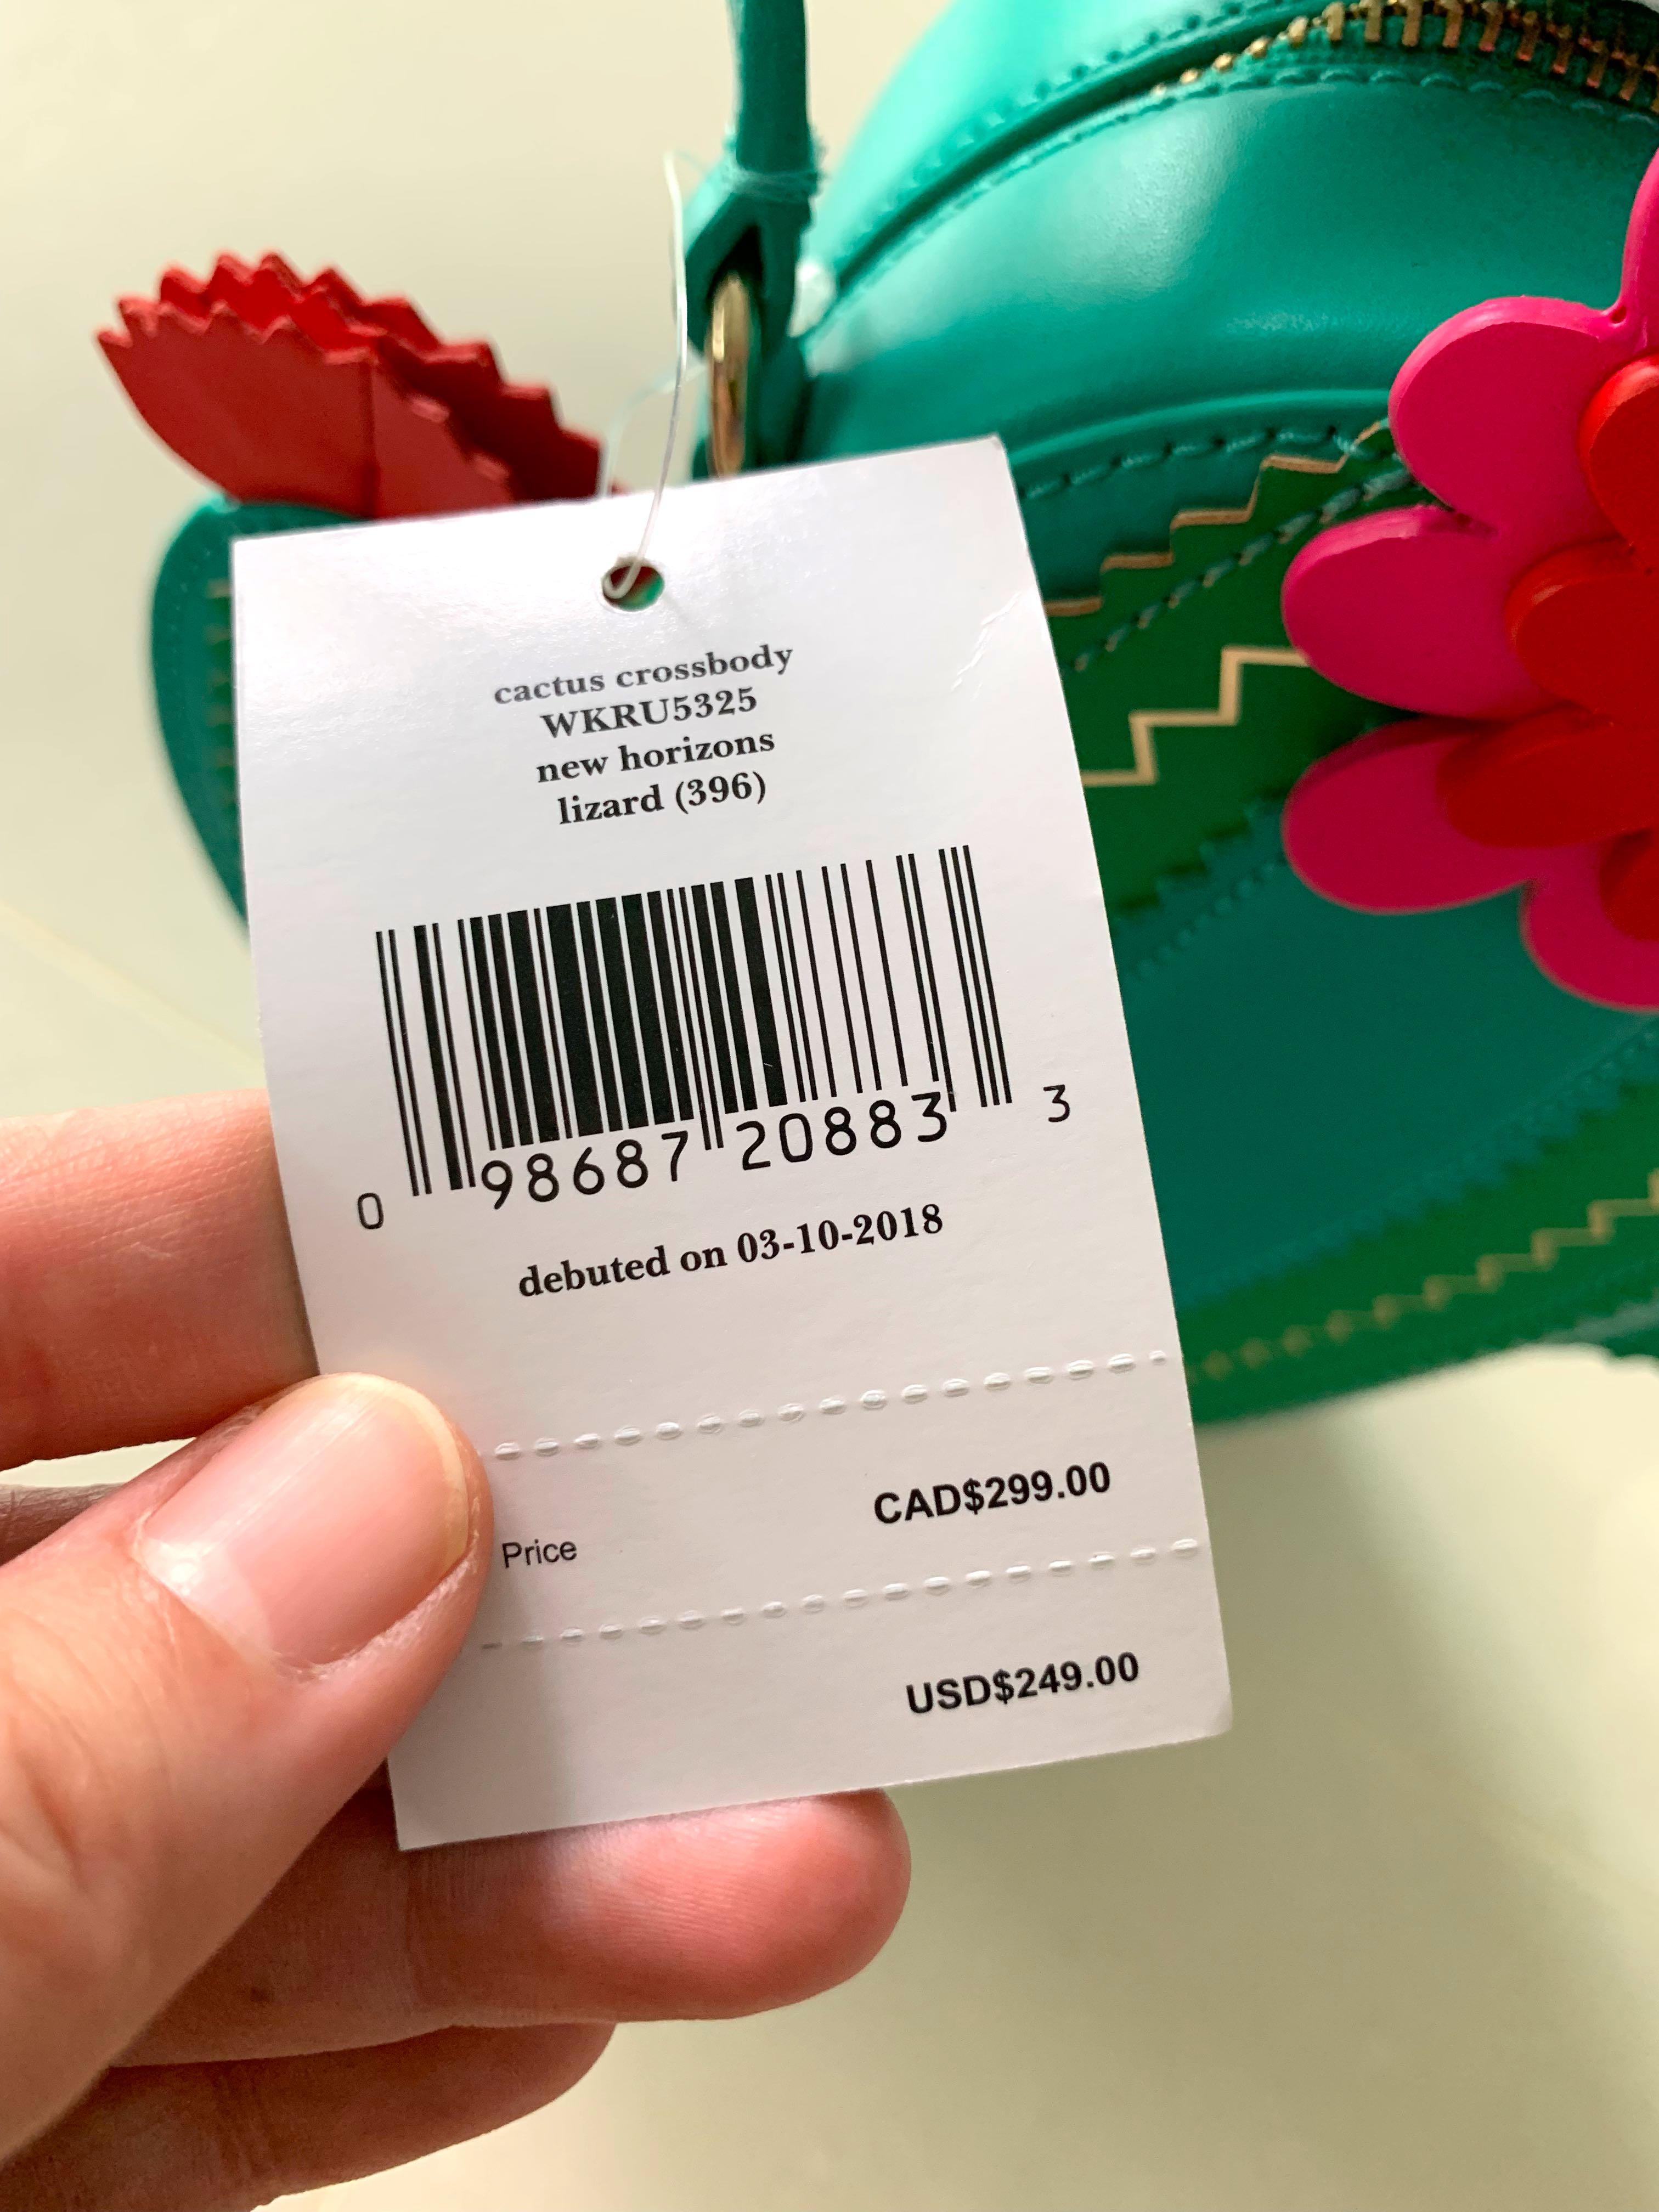 cactus crossbody
WKRU5325
new horizons
lizard (396)
0 98687 20883 3
debuted on 03-10-2018
CAD$299.00
Price
USD$249.00